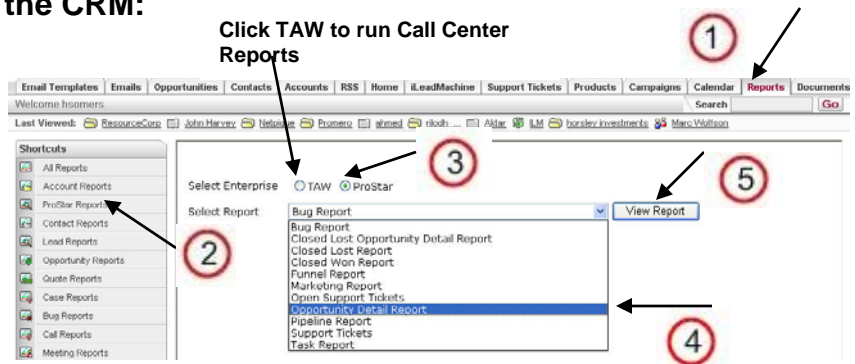 the CRM:
Click TAW to run Call Center
Reports
1
Email Templates Emails Opportunities Contacts Accounts RSS Home iLeadMachine Support Tickets Products Campaigns Calendar Reports Documents
Welcome hsomers Search Go
Last Viewed: ResourceCorp John Harvey Netpique Promero ahmed rilodh ... Aldar ILM horsley investments Marc Wolfson
Shortcuts
All Reports
Account Reports
ProStar Reports
Contact Reports
Lead Reports
Opportunity Reports
Quote Reports
Case Reports
Bug Reports
Call Reports
Meeting Reports
2
3
Select Enterprise TAW ProStar
5
Select Report Bug Report View Report
Bug Report
Closed Lost Opportunity Detail Report
Closed Lost Report
Closed Won Report
Funnel Report
Marketing Report
Open Support Tickets
Opportunity Detail Report
Pipeline Report
Support Tickets
Task Report
4